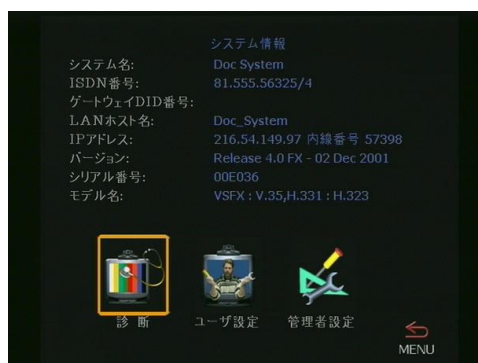 システム情報
システム名: Doc System
ISDN番号: 81.555.56325/4
ゲートウェイDID番号:
LANホスト名: Doc_System
IPアドレス: 216.54.149.97 内線番号 57398
バージョン: Release 4.0 FX - 02 Dec 2001
シリアル番号: 00E036
モデル名: VSFX : V.35,H.331 : H.323
診 断 ユーザ設定 管理者設定
MENU